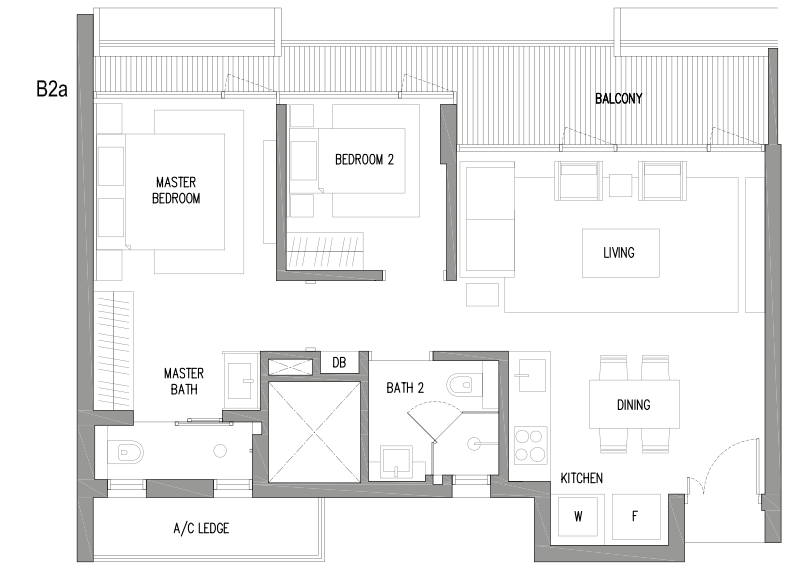 B2a
BALCONY
BEDROOM 2
MASTER
BEDROOM
LIVING
DB
MASTER
BATH
BATH 2
DINING
KITCHEN
W
F
A/C LEDGE